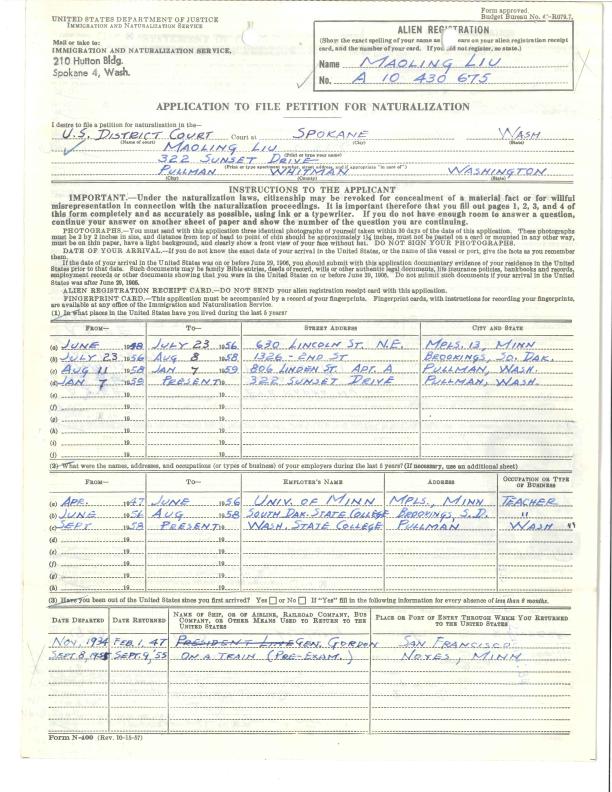 Form approved.
Budget Bureau No. 43-R079.7.
UNITED STATES DEPARTMENT OF JUSTICE
IMMIGRATION AND NATURALIZATION SERVICE
Mail or take to:
IMMIGRATION AND NATURALIZATION SERVICE,
210 Hutton Bldg.
Spokane 4, Wash.
ALIEN REGISTRATION
(Show the exact spelling of your name as ears on your alien registration receipt
card, and the number of your card. If you did not register, so state.)
Name MAOLING LIU
No. A 10 430 675
APPLICATION TO FILE PETITION FOR NATURALIZATION
I desire to file a petition for naturalization in the—
U.S. DISTRICT COURT Court at SPOKANE WASH
(Name of court) (City) (State)
MAOLING LIU
(Print or type your name)
322 SUNSET DRIVE
(Print or type apartment number, street address, and if appropriate "in care of")
PULLMAN WHITMAN WASHINGTON
(City) (County) (State)
INSTRUCTIONS TO THE APPLICANT
IMPORTANT.—Under the naturalization laws, citizenship may be revoked for concealment of a material fact or for willful
misrepresentation in connection with the naturalization proceedings. It is important therefore that you fill out pages 1, 2, 3, and 4 of
this form completely and as accurately as possible, using ink or a typewriter. If you do not have enough room to answer a question,
continue your answer on another sheet of paper and show the number of the question you are continuing.
PHOTOGRAPHS.—You must send with this application three identical photographs of yourself taken within 30 days of the date of this application. These photographs
must be 2 by 2 inches in size, and distance from top of head to point of chin should be approximately 1¼ inches; must not be pasted on a card or mounted in any other way,
must be on thin paper, have a light background, and clearly show a front view of your face without hat. DO NOT SIGN YOUR PHOTOGRAPHS.
DATE OF YOUR ARRIVAL.—If you do not know the exact date of your arrival in the United States, or the name of the vessel or port, give the facts as you remember
them.
If the date of your arrival in the United States was on or before June 29, 1906, you should submit with this application documentary evidence of your residence in the United
States prior to that date. Such documents may be family Bible entries, deeds of record, wills or other authentic legal documents, life insurance policies, bankbooks and records,
employment records or other documents showing that you were in the United States on or before June 29, 1906. Do not submit such documents if your arrival in the United
States was after June 29, 1906.
ALIEN REGISTRATION RECEIPT CARD.—DO NOT SEND your alien registration receipt card with this application.
FINGERPRINT CARD.—This application must be accompanied by a record of your fingerprints. Fingerprint cards, with instructions for recording your fingerprints,
are available at any office of the Immigration and Naturalization Service.
(1) In what places in the United States have you lived during the last 5 years?
FROM— TO— STREET ADDRESS CITY AND STATE
(a) JUNE 1948 JULY 23 1956 630 LINCOLN ST. N.E. MPLS. 13, MINN
(b) JULY 23 1956 AUG 8 1958 1326 - 2ND ST BROOKINGS, SO. DAK.
(c) AUG 11 1958 JAN 7 1959 806 LINDEN ST. APT. A PULLMAN, WASH.
(d) JAN 7 1959 PRESENT 19 322 SUNSET DRIVE PULLMAN, WASH.
(e) 19 19
(f) 19 19
(g) 19 19
(h) 19 19
(i) 19 19
(j) 19 19
(2) What were the names, addresses, and occupations (or types of business) of your employers during the last 5 years? (If necessary, use an additional sheet)
FROM— TO— EMPLOYER'S NAME ADDRESS OCCUPATION OR TYPE OF BUSINESS
(a) APR. 1947 JUNE 1956 UNIV. OF MINN MPLS., MINN TEACHER
(b) JUNE 1956 AUG 1958 SOUTH DAK. STATE COLLEGE BROOKINGS, S.D. "
(c) SEPT 1958 PRESENT 19 WASH. STATE COLLEGE PULLMAN WASH "
(d) 19 19
(e) 19 19
(f) 19 19
(g) 19 19
(h) 19 19
(3) Have you been out of the United States since you first arrived? Yes ☐ or No ☐ If "Yes" fill in the following information for every absence of less than 6 months.
DATE DEPARTED DATE RETURNED NAME OF SHIP, OR OF AIRLINE, RAILROAD COMPANY, BUS COMPANY, OR OTHER MEANS USED TO RETURN TO THE UNITED STATES PLACE OR PORT OF ENTRY THROUGH WHICH YOU RETURNED TO THE UNITED STATES
NOV, 1934 FEB. 1, 47 PRESIDENT LINE GEN. GORDON SAN FRANCISCO
SEPT. 8, 1955 SEPT. 9, '55 ON A TRAIN (PRE-EXAM.) NOYES, MINN
Form N-400 (Rev. 10-15-57)